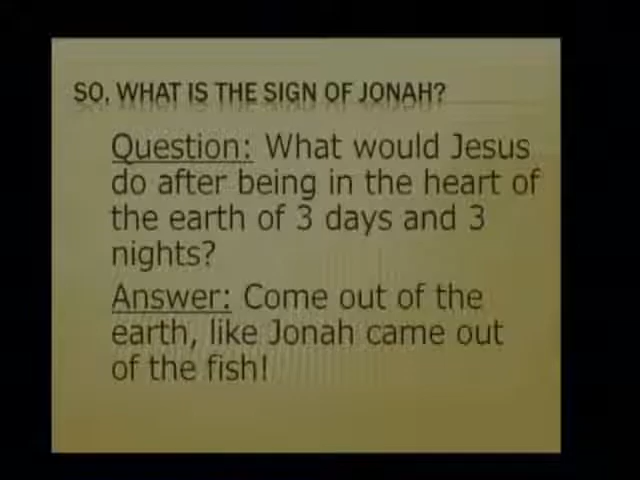 SO, WHAT IS THE SIGN OF JONAH?
Question: What would Jesus
do after being in the heart of
the earth of 3 days and 3
nights?
Answer: Come out of the
earth, like Jonah came out
of the fish!